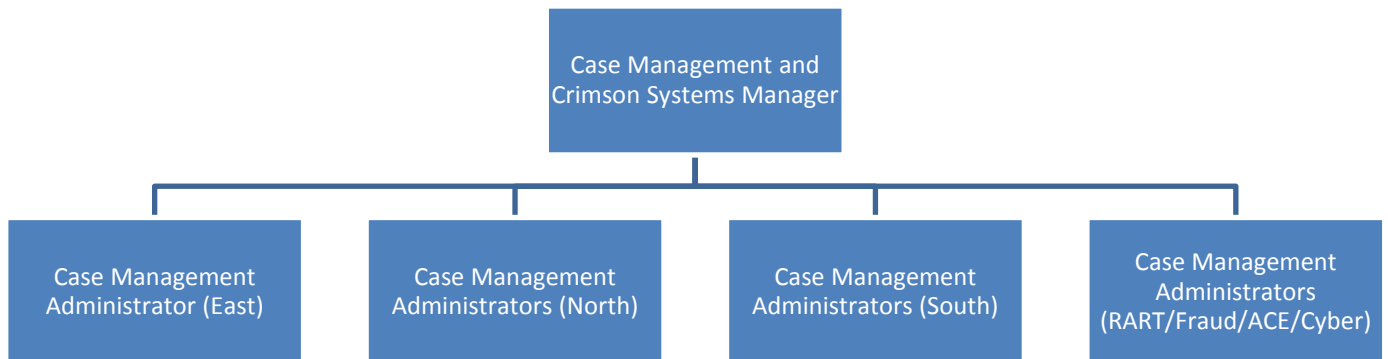 Case Management and
Crimson Systems Manager
Case Management
Administrator (East)
Case Management
Administrators (North)
Case Management
Administrators (South)
Case Management
Administrators
(RART/Fraud/ACE/Cyber)